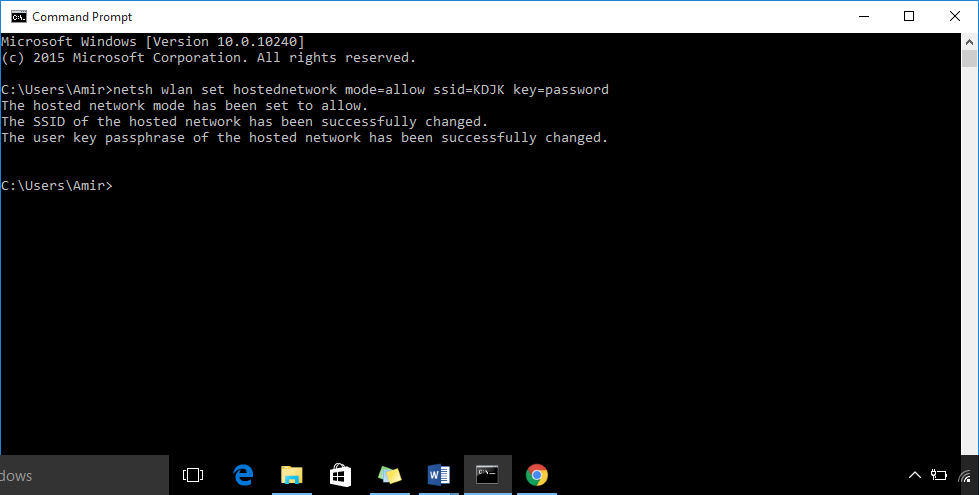 Command Prompt
Microsoft Windows [Version 10.0.10240]
(c) 2015 Microsoft Corporation. All rights reserved.
C:\Users\Amir>netsh wlan set hostednetwork mode=allow ssid=KDJK key=password
The hosted network mode has been set to allow.
The SSID of the hosted network has been successfully changed.
The user key passphrase of the hosted network has been successfully changed.
C:\Users\Amir>
dows